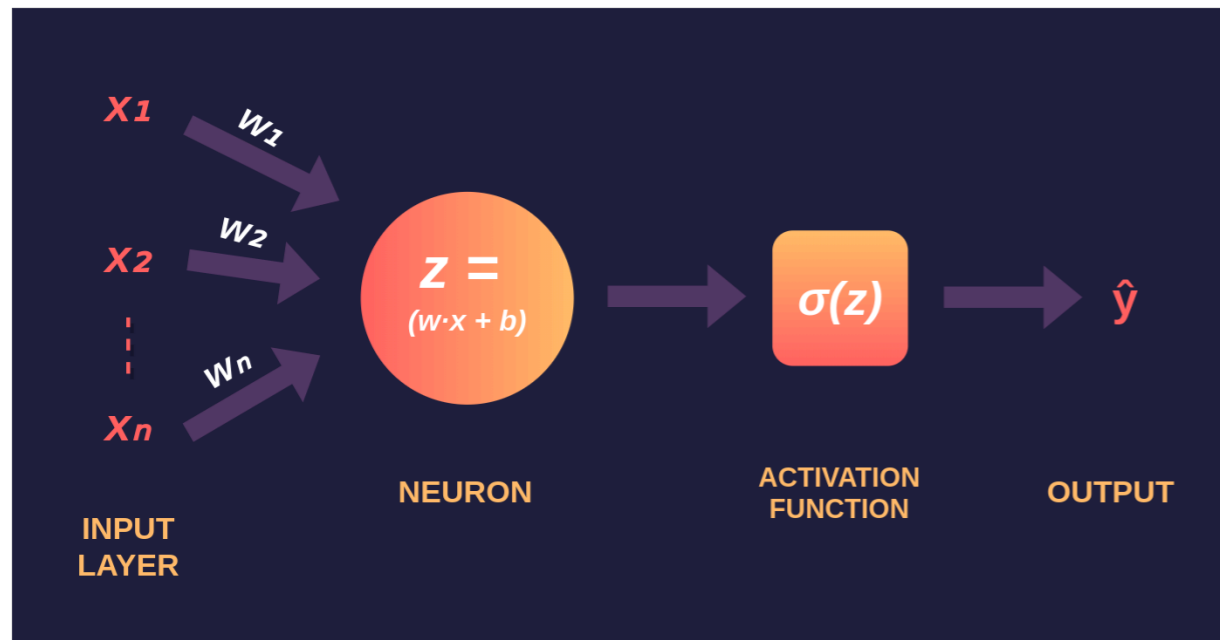 x1
w1
x2
w2
xn
wn
z =
(w·x + b)
σ(z)
ŷ
INPUT
LAYER
NEURON
ACTIVATION
FUNCTION
OUTPUT